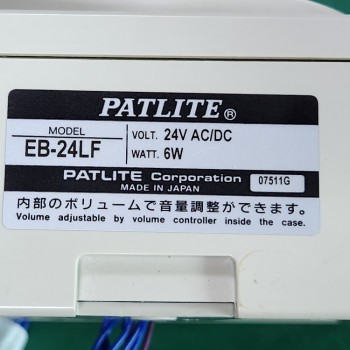 PATLITE®
MODEL
EB-24LF
VOLT. 24V AC/DC
WATT. 6W
PATLITE Corporation
MADE IN JAPAN
07511G
内部のボリュームで音量調整ができます。
Volume adjustable by volume controller inside the case.